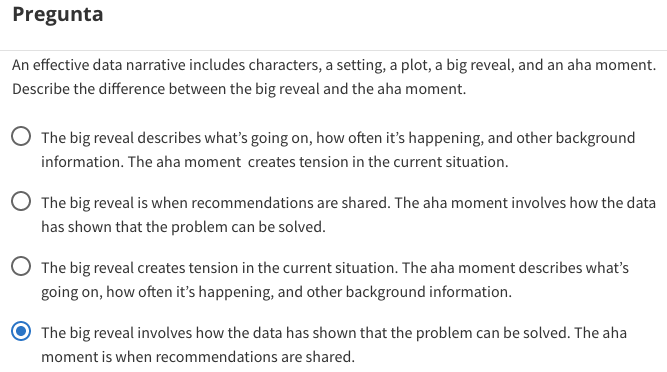 Pregunta
An effective data narrative includes characters, a setting, a plot, a big reveal, and an aha moment.
Describe the difference between the big reveal and the aha moment.
The big reveal describes what's going on, how often it's happening, and other background
information. The aha moment creates tension in the current situation.
The big reveal is when recommendations are shared. The aha moment involves how the data
has shown that the problem can be solved.
The big reveal creates tension in the current situation. The aha moment describes what's
going on, how often it's happening, and other background information.
The big reveal involves how the data has shown that the problem can be solved. The aha
moment is when recommendations are shared.